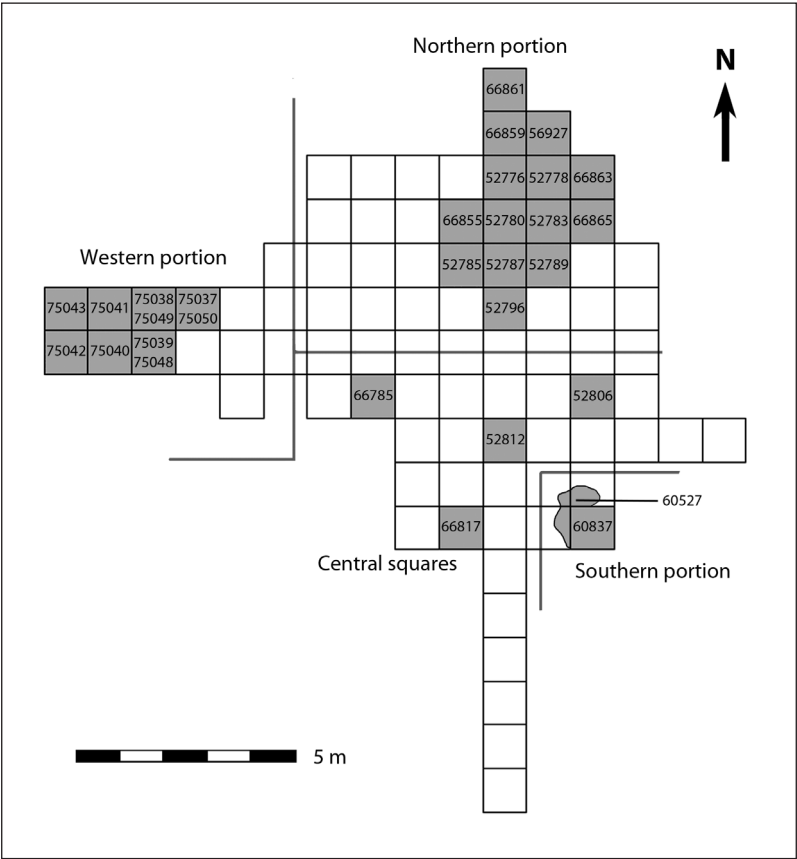 Northern portion
N
66861
66859 56927
52776 52778 66863
66855 52780 52783 66865
Western portion
52785 52787 52789
75043 75041 75038 75037
75049 75050
52796
75042 75040 75039
75048
66785 52806
52812
60527
66817 60837
Central squares
Southern portion
5 m